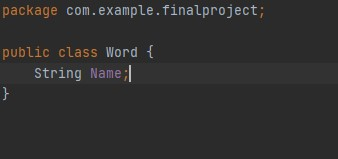 package com.example.finalproject;
public class Word {
String Name;
}